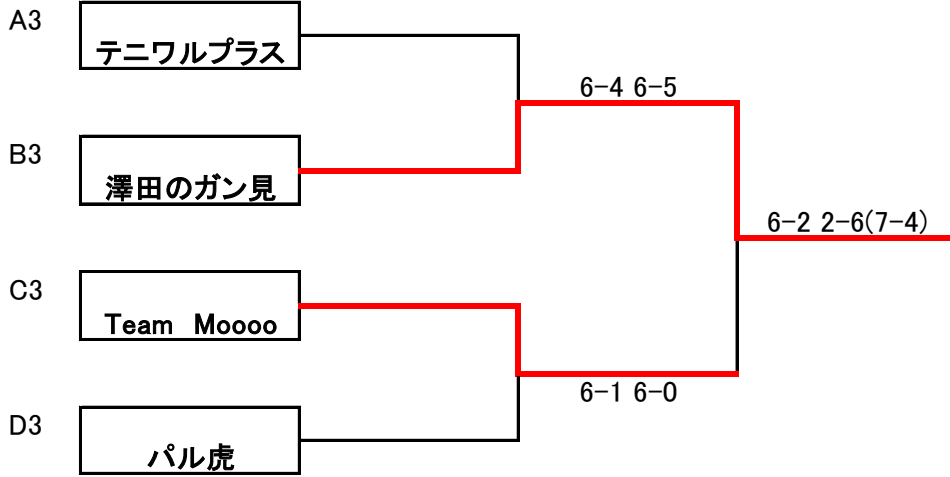 A3
テニワルプラス
6-4 6-5
B3
澤田のガン見
6-2 2-6(7-4)
C3
Team　Moooo
6-1 6-0
D3
パル虎